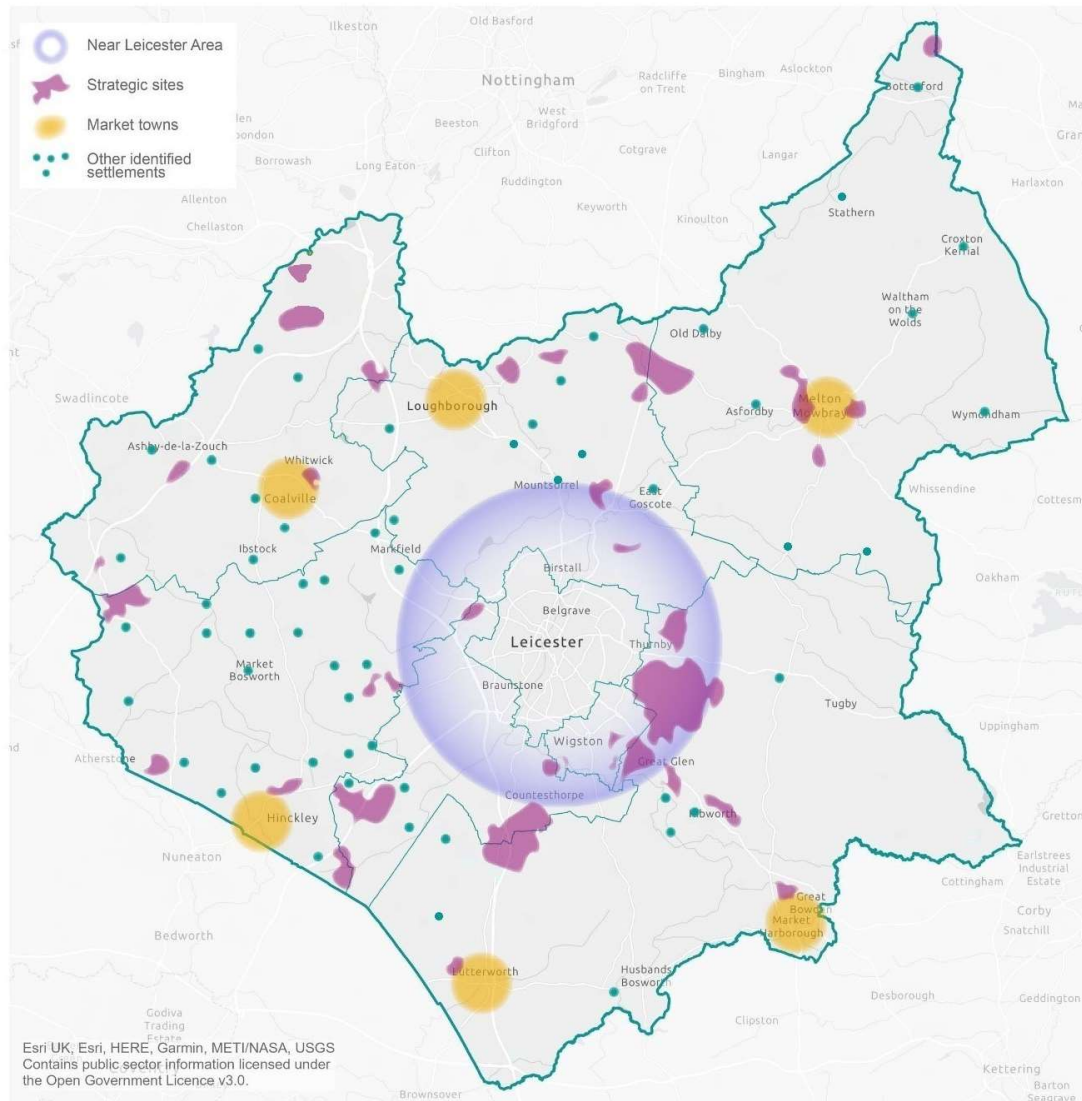 Near Leicester Area
Strategic sites
Market towns
Other identified
settlements
Ilkeston
Old Basford
Nottingham
Radcliffe
on Trent
Bingham
Aslockton
Bottesford
Beeston
West
Bridgford
Borrowash
Long Eaton
Clifton
Cotgrave
Langar
Ruddington
Harlaxton
Allenton
Keyworth
Kinoulton
Chellaston
Stathern
Croxton
Kerrial
Waltham
on the
Wolds
Old Dalby
Swadlincote
Loughborough
Asfordby
Melton
Mowbray
Wymondham
Ashby-de-la-Zouch
Whitwick
Coalville
Mountsorrel
East
Goscote
Whissendine
Cottesm
Ibstock
Markfield
Birstall
Oakham
Belgrave
Leicester
Thurnby
Market
Bosworth
Braunstone
Tugby
Uppingham
Atherstone
Wigston
Great Glen
Countesthorpe
Hinckley
Kibworth
Gretton
Nuneaton
Earlstrees
Industrial
Estate
Cottingham
Great
Bowden
Market
Harborough
Corby
Snatchill
Bedworth
Lutterworth
Husbands
Bosworth
Desborough
Geddington
Godiva
Trading
Estate
Clipston
Esri UK, Esri, HERE, Garmin, METI/NASA, USGS
Contains public sector information licensed under
the Open Government Licence v3.0.
Kettering
Brownsover
Barton
Seagrave